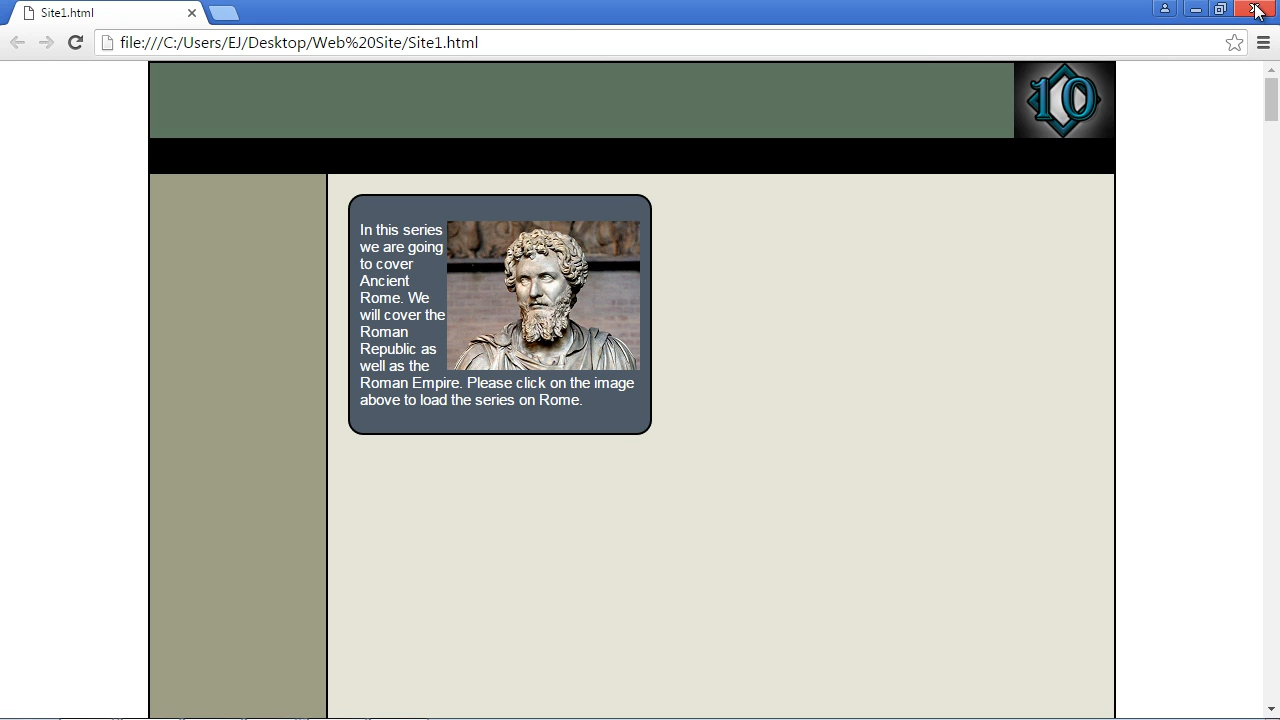 Site1.html
file:///C:/Users/EJ/Desktop/Web%20Site/Site1.html
10
In this series
we are going
to cover
Ancient
Rome. We
will cover the
Roman
Republic as
well as the
Roman Empire. Please click on the image
above to load the series on Rome.